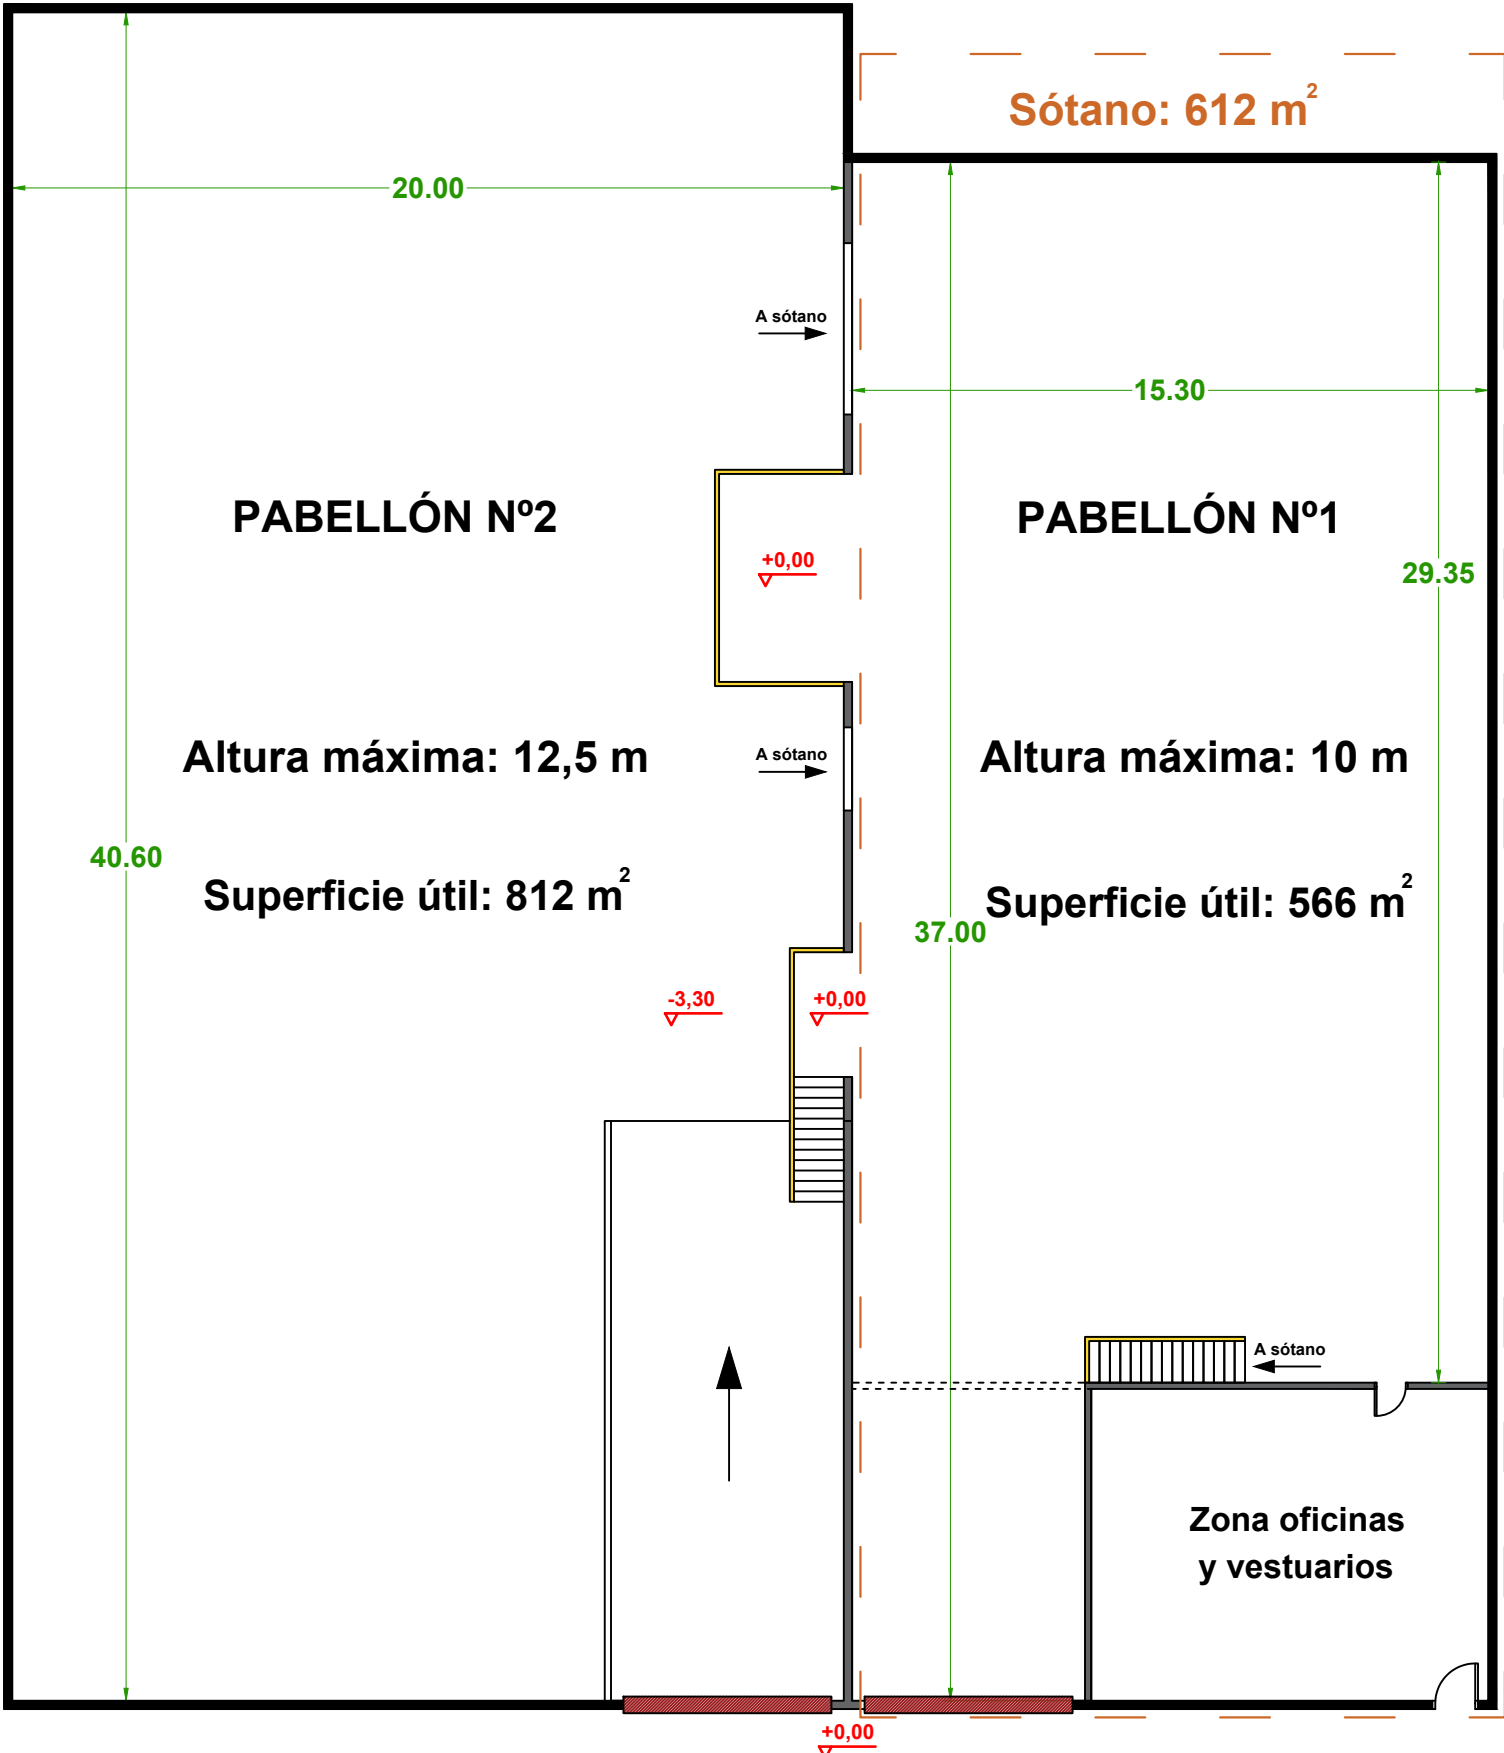 Sótano: 612 m²
20.00
A sótano
15.30
PABELLÓN Nº2
PABELLÓN Nº1
+0,00
29.35
Altura máxima: 12,5 m
A sótano
Altura máxima: 10 m
40.60
Superficie útil: 812 m²
Superficie útil: 566 m²
37.00
-3,30
+0,00
A sótano
Zona oficinas
y vestuarios
+0,00